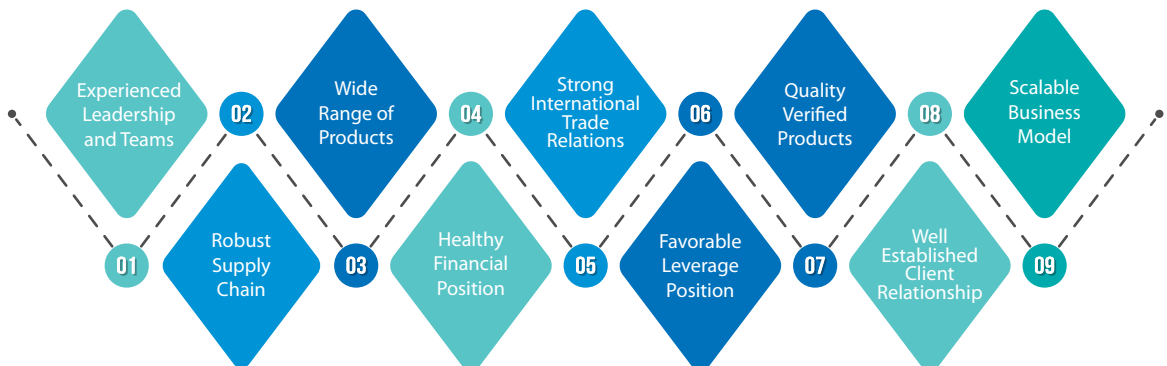 Experienced
Leadership
and Teams
01
02
Robust
Supply
Chain
Wide
Range of
Products
03
04
Healthy
Financial
Position
Strong
International
Trade
Relations
05
06
Favorable
Leverage
Position
Quality
Verified
Products
07
08
Well
Established
Client
Relationship
Scalable
Business
Model
09